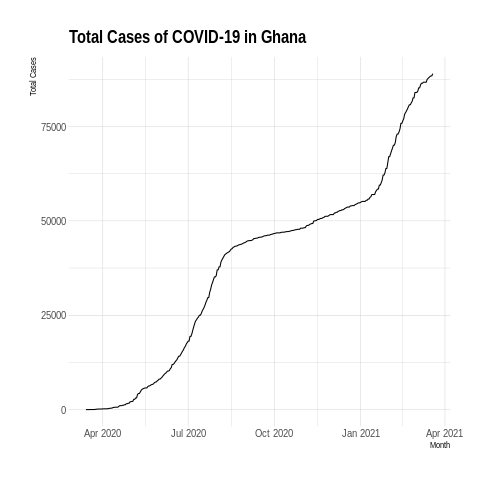 Total Cases of COVID-19 in Ghana
Total Cases
75000
50000
25000
0
Apr 2020 Jul 2020 Oct 2020 Jan 2021 Apr 2021
Month